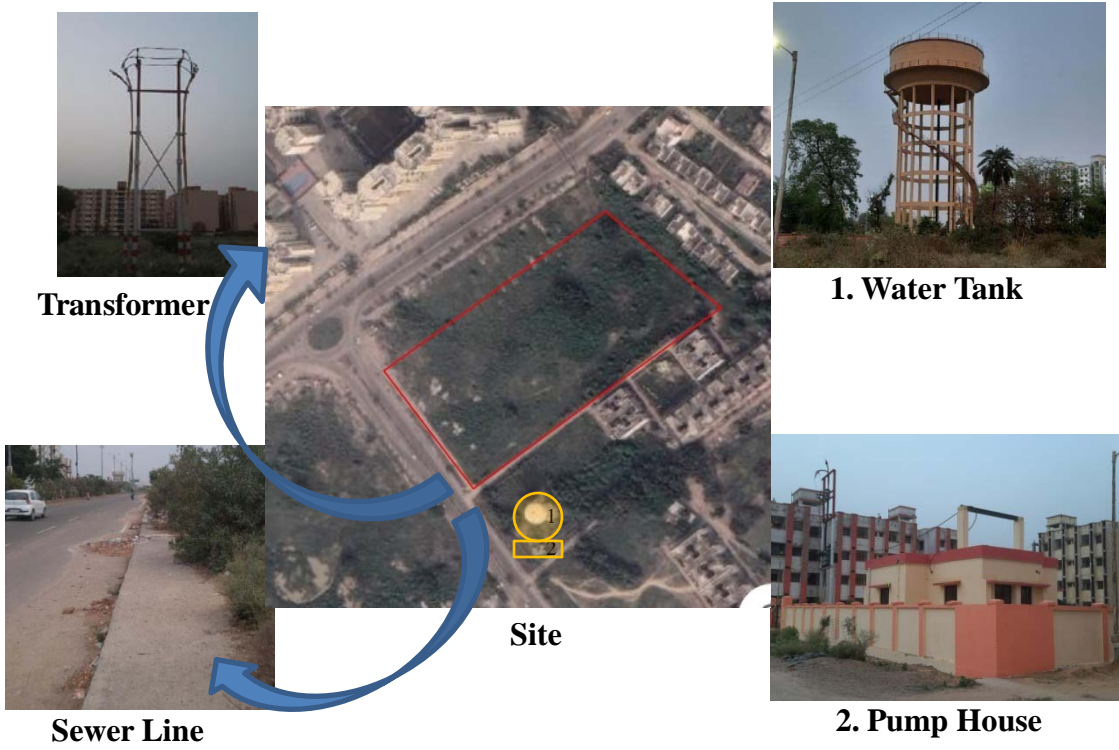 Transformer
1. Water Tank
1
2
Site
Sewer Line
2. Pump House